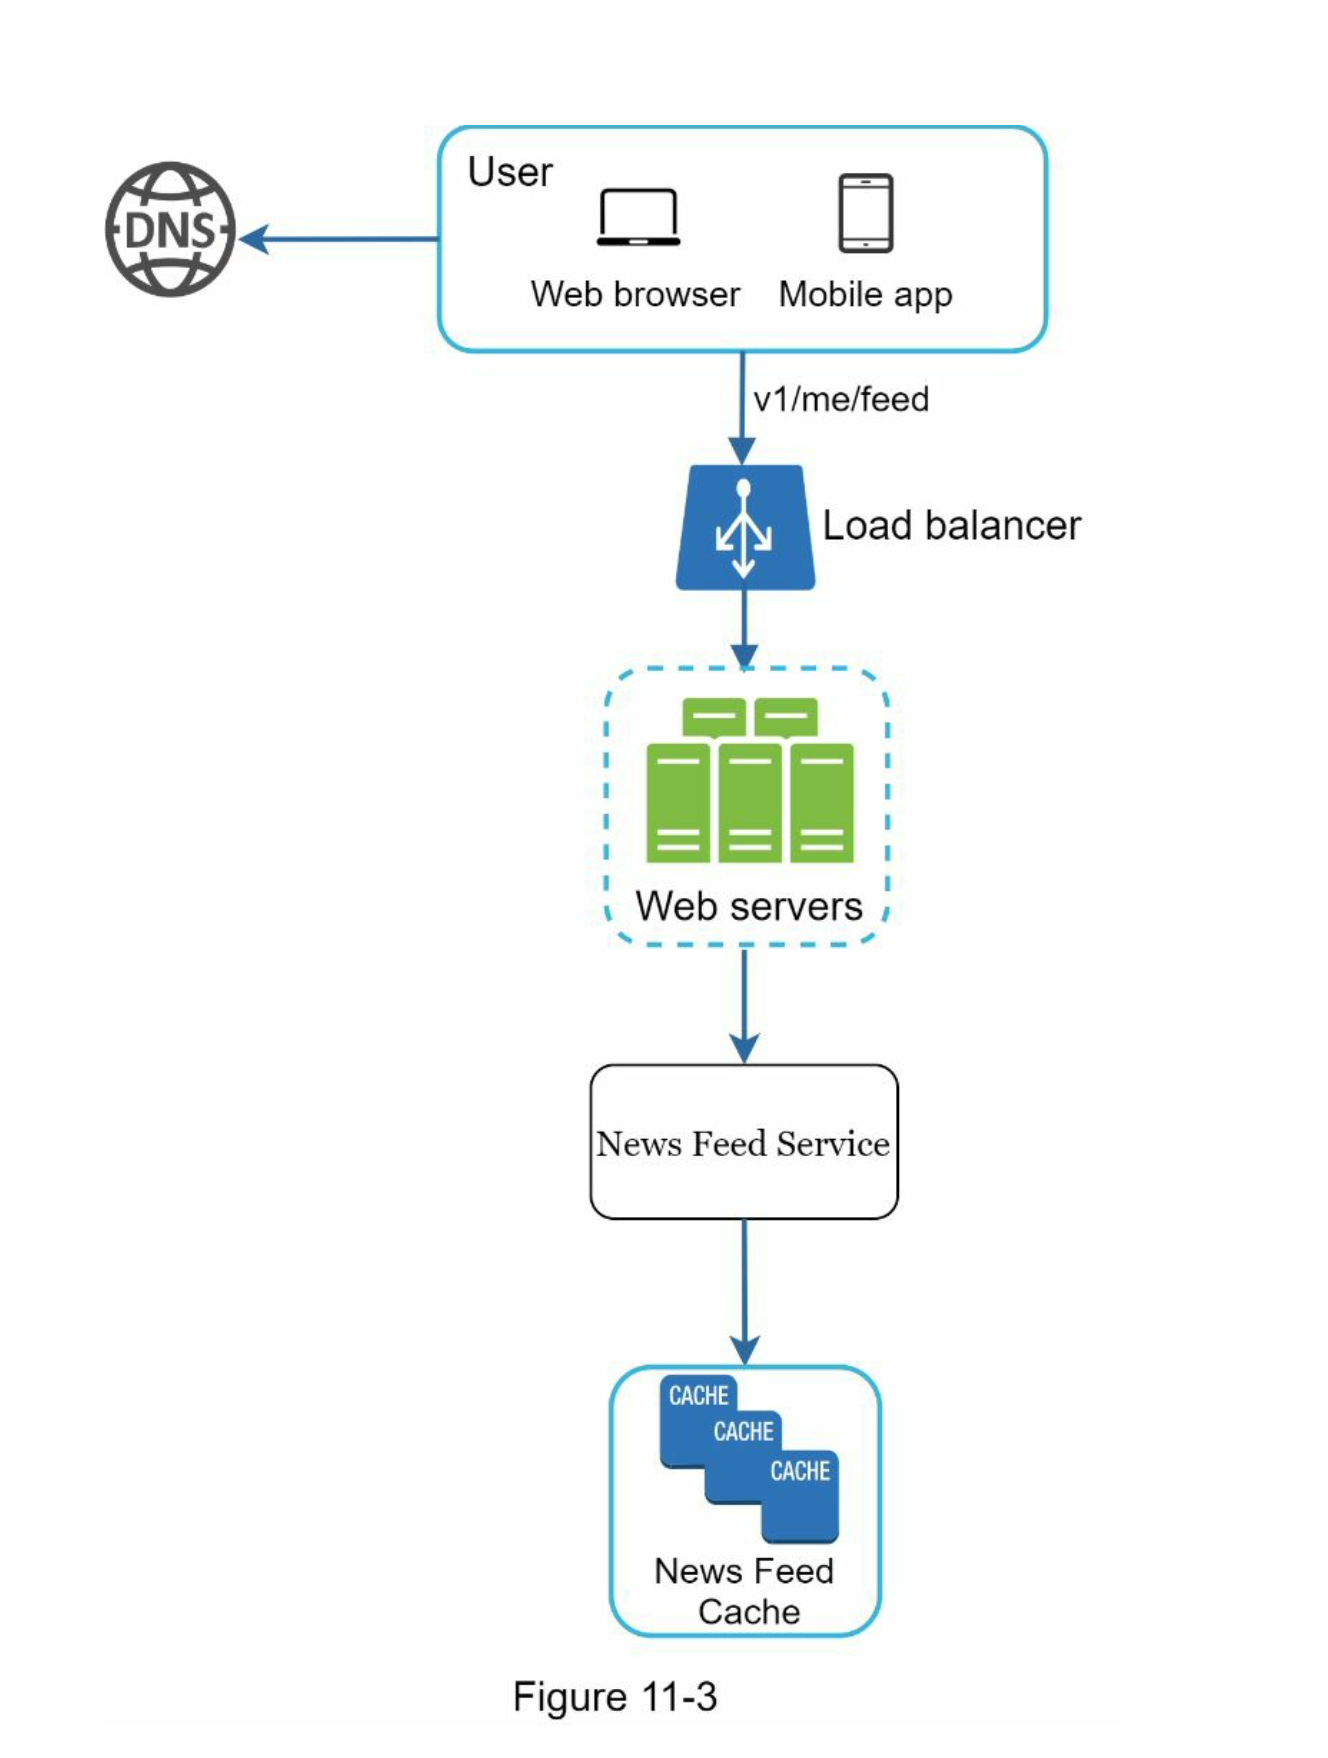 User
DNS
Web browser
Mobile app
v1/me/feed
Load balancer
Web servers
News Feed Service
CACHE
CACHE
CACHE
News Feed
Cache
Figure 11-3